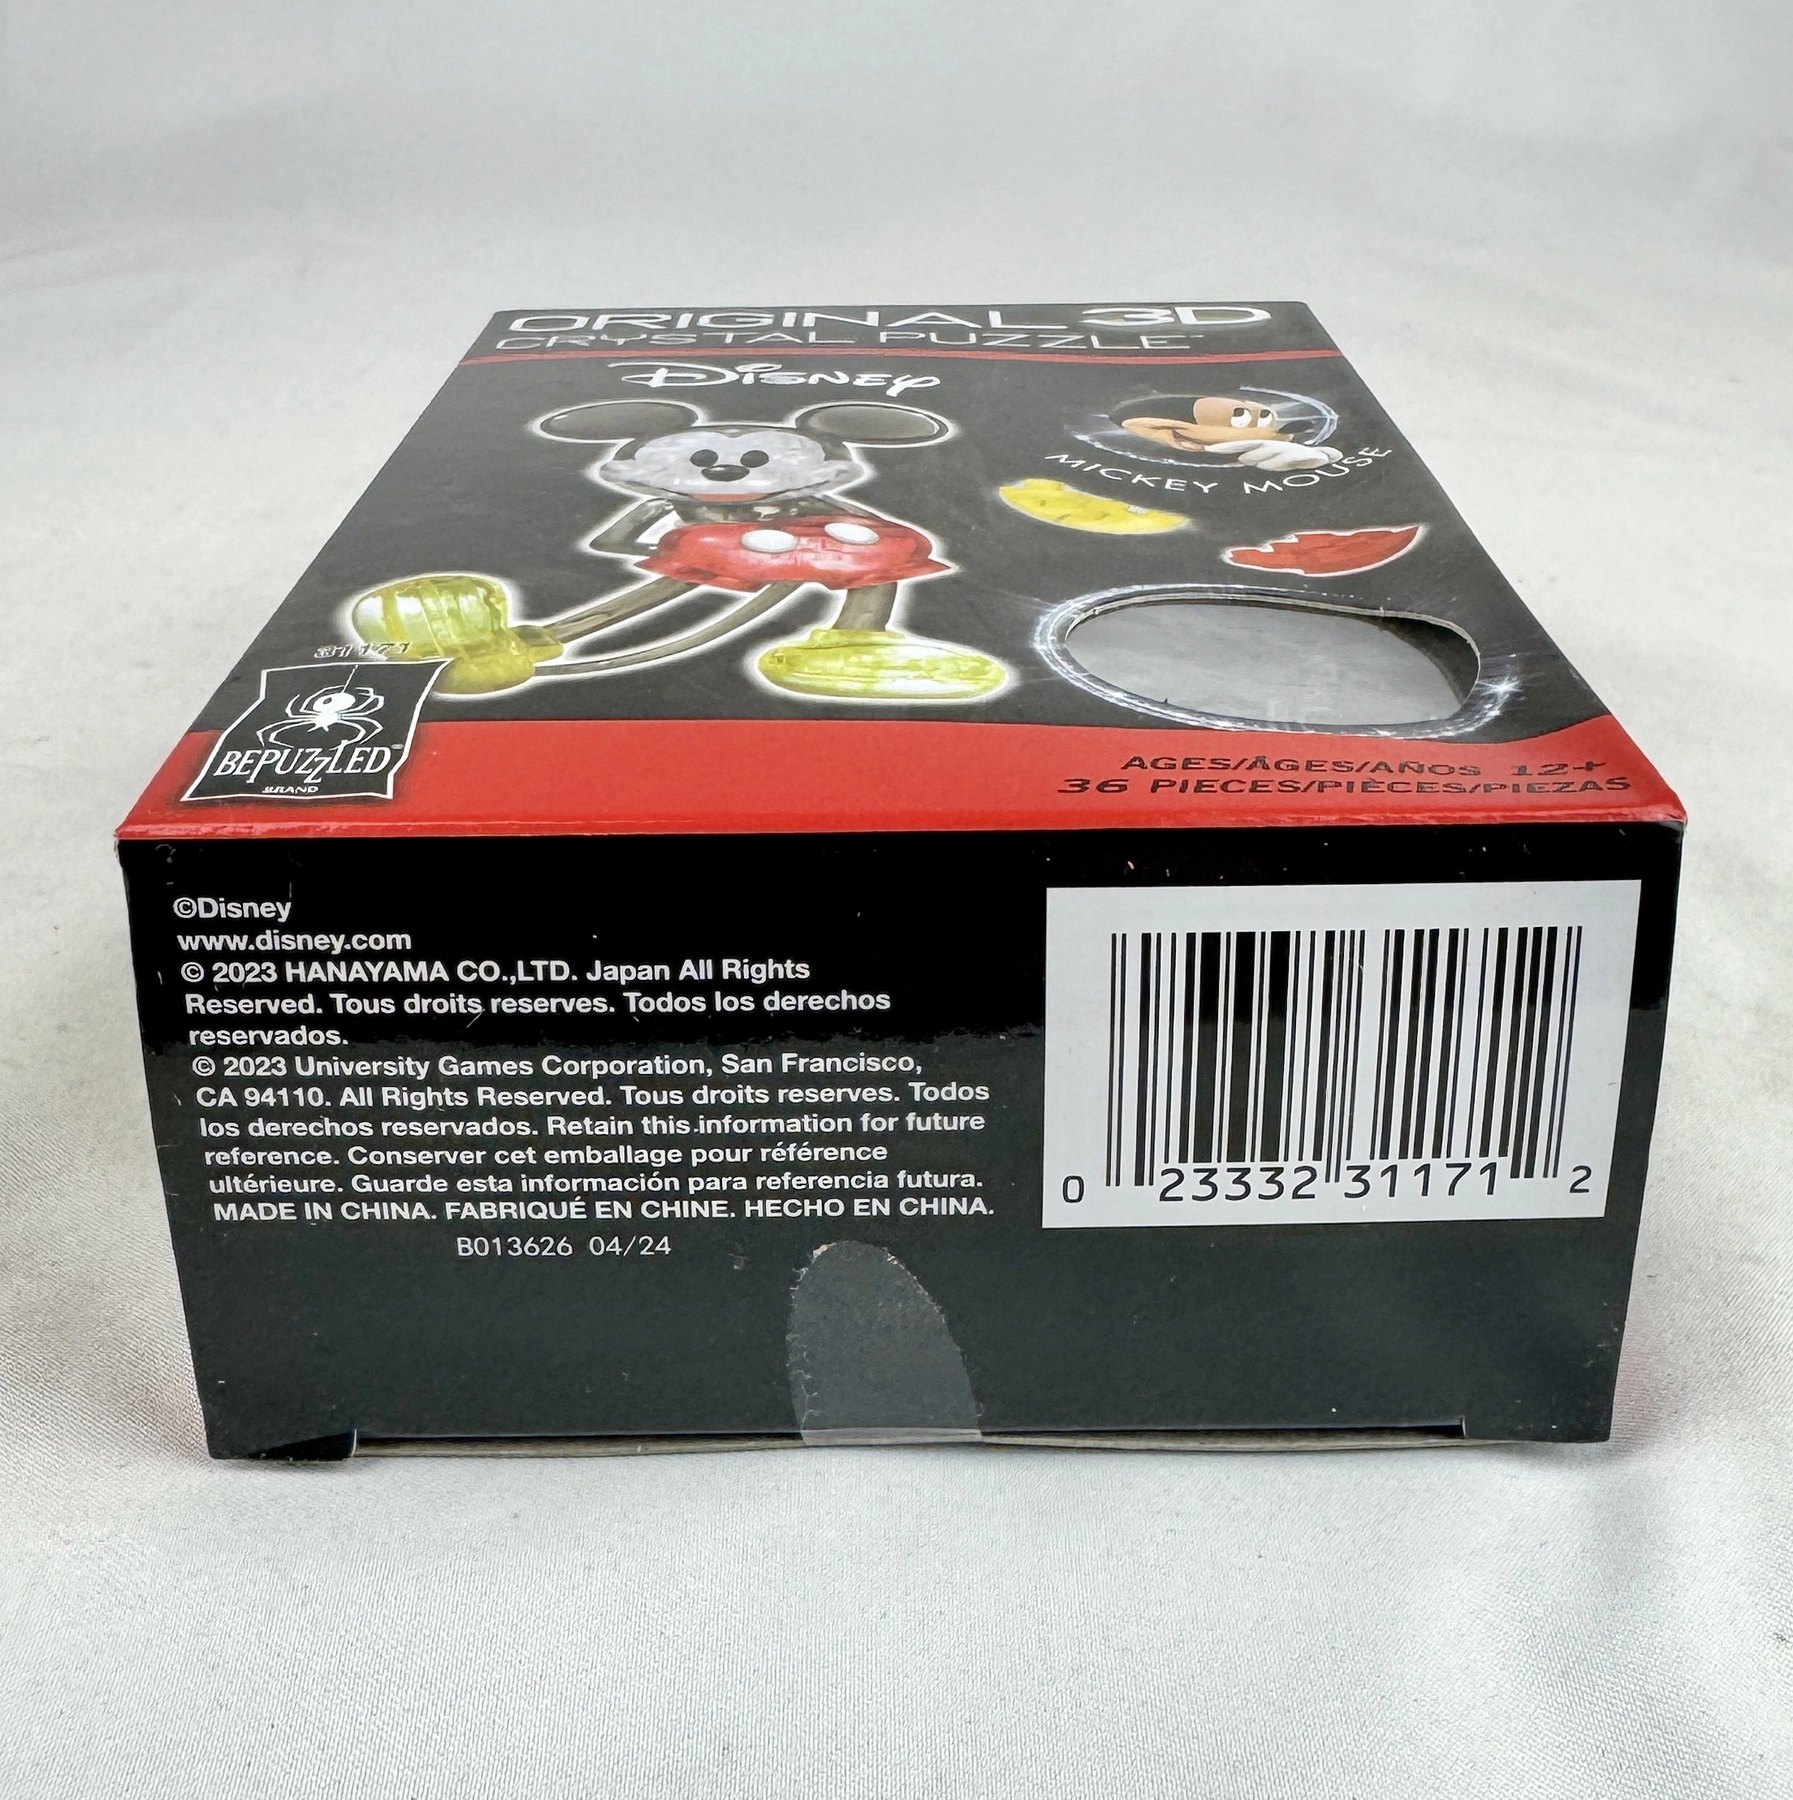 ORIGINAL 3D
CRYSTAL PUZZLE™
Disney
MICKEY MOUSE
31171
BEPUZZLED®
BRAND
AGES/ÂGES/AÑOS 12+
36 PIECES/PIÈCES/PIEZAS
©Disney
www.disney.com
© 2023 HANAYAMA CO.,LTD. Japan All Rights
Reserved. Tous droits reserves. Todos los derechos
reservados.
© 2023 University Games Corporation, San Francisco,
CA 94110. All Rights Reserved. Tous droits reserves. Todos
los derechos reservados. Retain this information for future
reference. Conserver cet emballage pour référence
ultérieure. Guarde esta información para referencia futura.
MADE IN CHINA. FABRIQUÉ EN CHINE. HECHO EN CHINA.
B013626 04/24
0 23332 31171 2